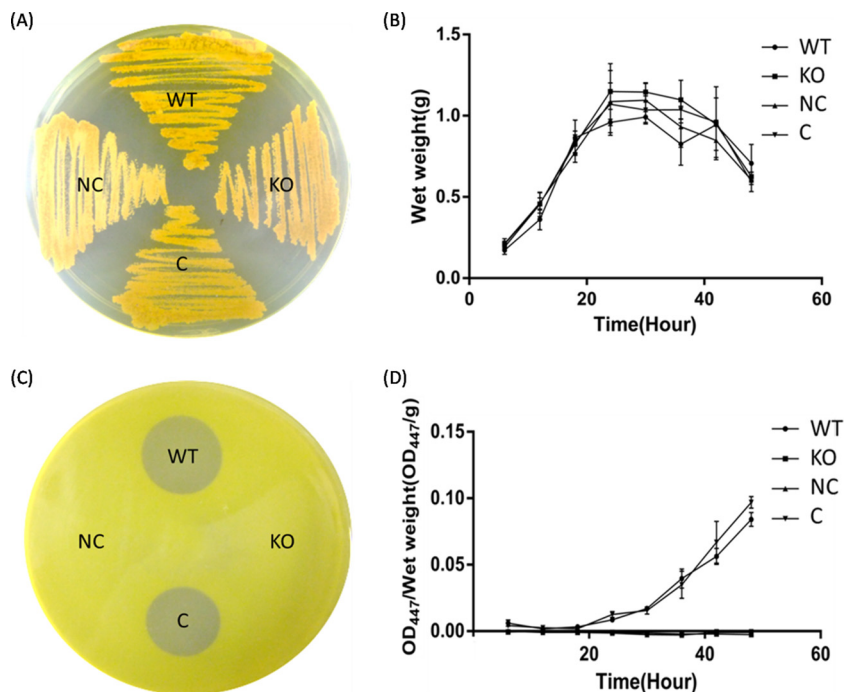 (A)
WT
NC
KO
C
(B)
1.5
1.0
0.5
0.0
Wet weight(g)
20
40
60
Time(Hour)
WT
KO
NC
C
(C)
WT
NC
KO
C
(D)
0.15
0.10
0.05
0.00
OD447/Wet weight(OD447/g)
20
40
60
Time(Hour)
WT
KO
NC
C